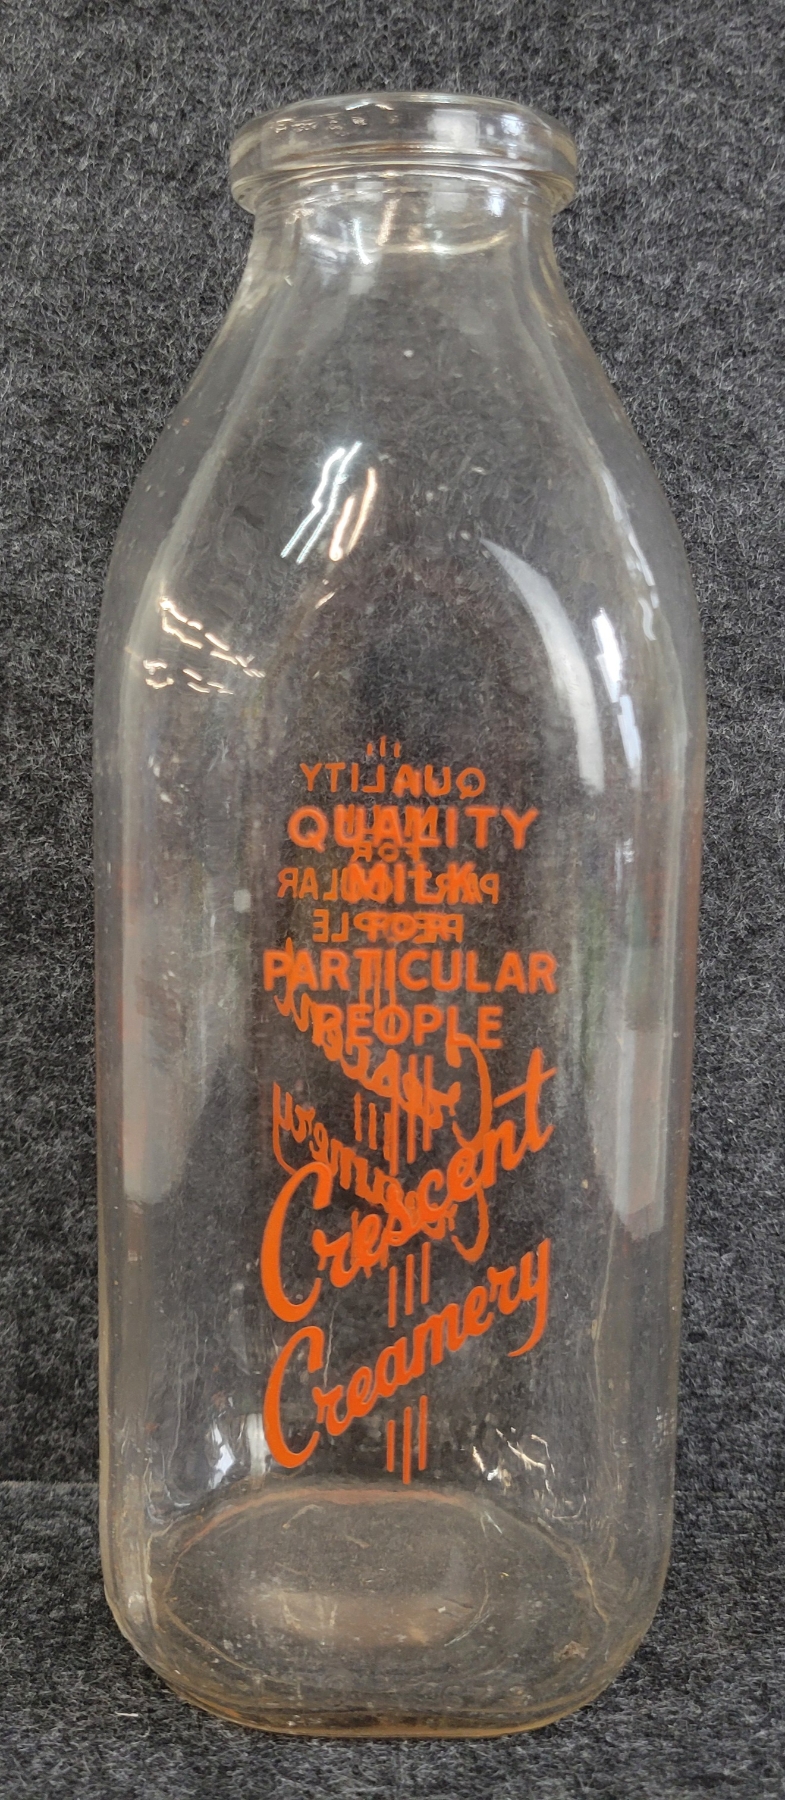 QUALITY
MILK
FOR
PARTICULAR
PEOPLE
Crescent
Creamery